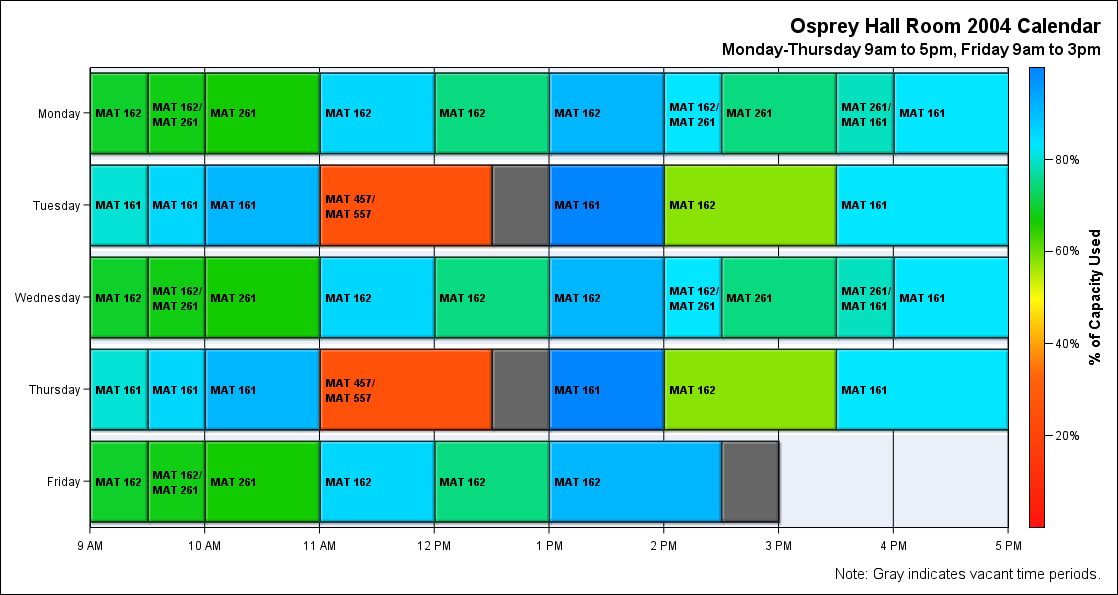 Osprey Hall Room 2004 Calendar
Monday-Thursday 9am to 5pm, Friday 9am to 3pm
Monday
MAT 162
MAT 162/
MAT 261
MAT 261
MAT 162
MAT 162
MAT 162
MAT 162/
MAT 261
MAT 261
MAT 261/
MAT 161
MAT 161
Tuesday
MAT 161
MAT 161
MAT 161
MAT 457/
MAT 557
MAT 161
MAT 162
MAT 161
Wednesday
MAT 162
MAT 162/
MAT 261
MAT 261
MAT 162
MAT 162
MAT 162
MAT 162/
MAT 261
MAT 261
MAT 261/
MAT 161
MAT 161
Thursday
MAT 161
MAT 161
MAT 161
MAT 457/
MAT 557
MAT 161
MAT 162
MAT 161
Friday
MAT 162
MAT 162/
MAT 261
MAT 261
MAT 162
MAT 162
MAT 162
9 AM
10 AM
11 AM
12 PM
1 PM
2 PM
3 PM
4 PM
5 PM
80%
60%
40%
20%
% of Capacity Used
Note: Gray indicates vacant time periods.